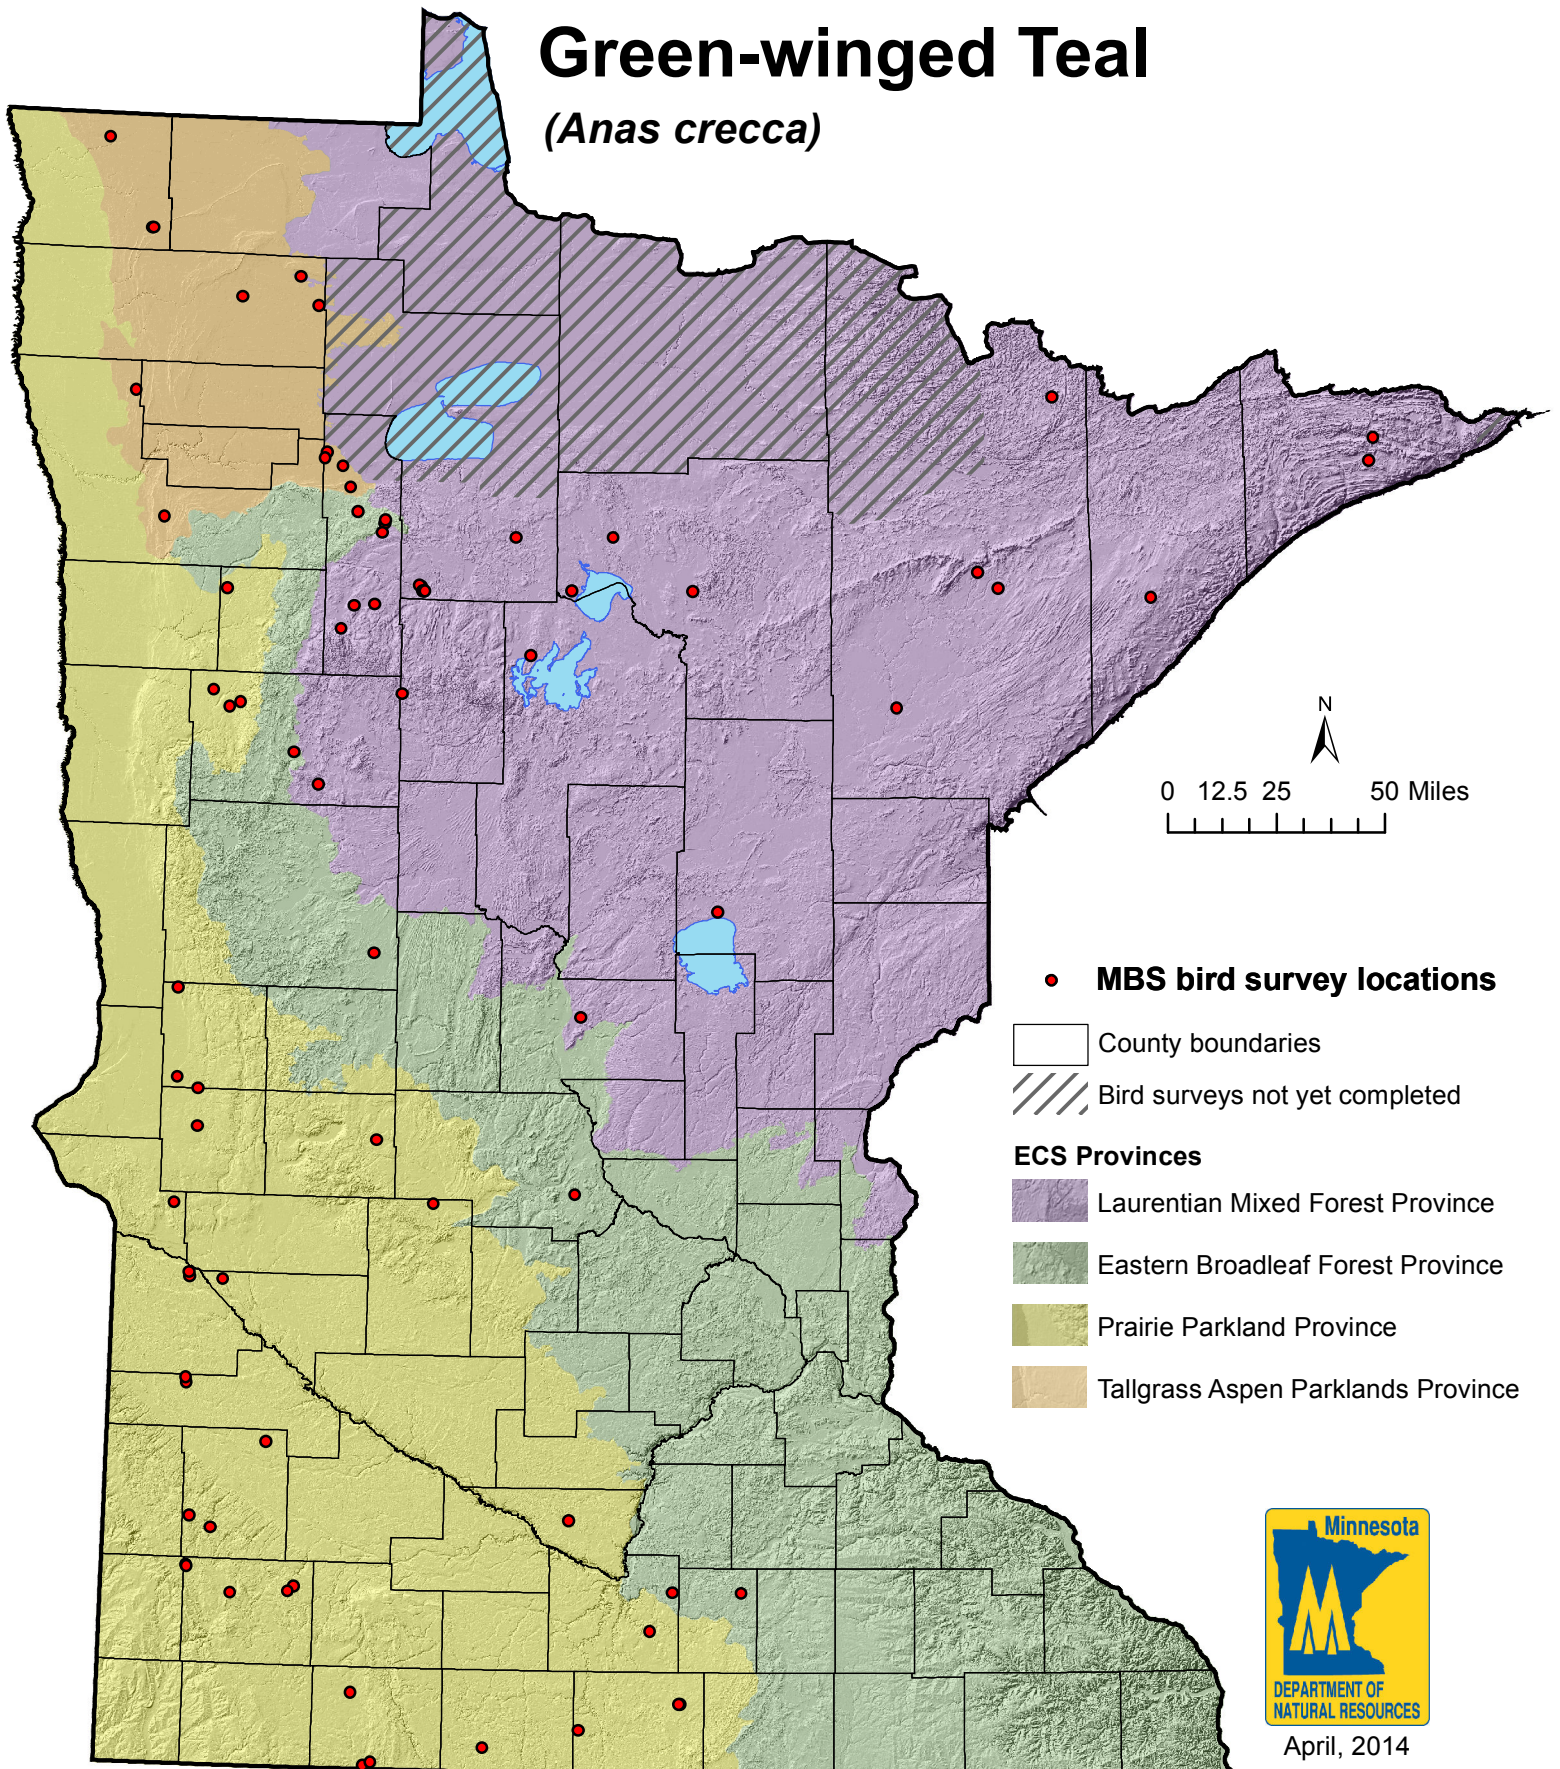 Green-winged Teal
(Anas crecca)
N
0 12.5 25 50 Miles
MBS bird survey locations
County boundaries
Bird surveys not yet completed
ECS Provinces
Laurentian Mixed Forest Province
Eastern Broadleaf Forest Province
Prairie Parkland Province
Tallgrass Aspen Parklands Province
Minnesota
DEPARTMENT OF
NATURAL RESOURCES
April, 2014